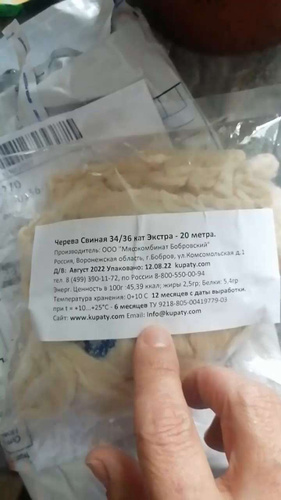 Черева Свиная 34/36 кат Экстра - 20 метра.
Производитель: ООО "Мясокомбинат Бобровский"
Россия, Воронежская область, г. Бобров, ул.Комсомольская д.1
Д/В: Август 2022 Упаковано: 12.08.22 kupaty.com
тел. 8 (499) 390-11-72, по России 8-800-550-00-94
Энерг. Ценность в 100г 45,39 ккал; жиры 2,5гр; Белки: 5,4гр
Температура хранения: 0+10 С 12 месяцев с даты выработки.
при t = +10...+25°С - 6 месяцев ТУ 9218-805-00419779-03
Сайт: www.kupaty.com Email: Info@kupaty.com